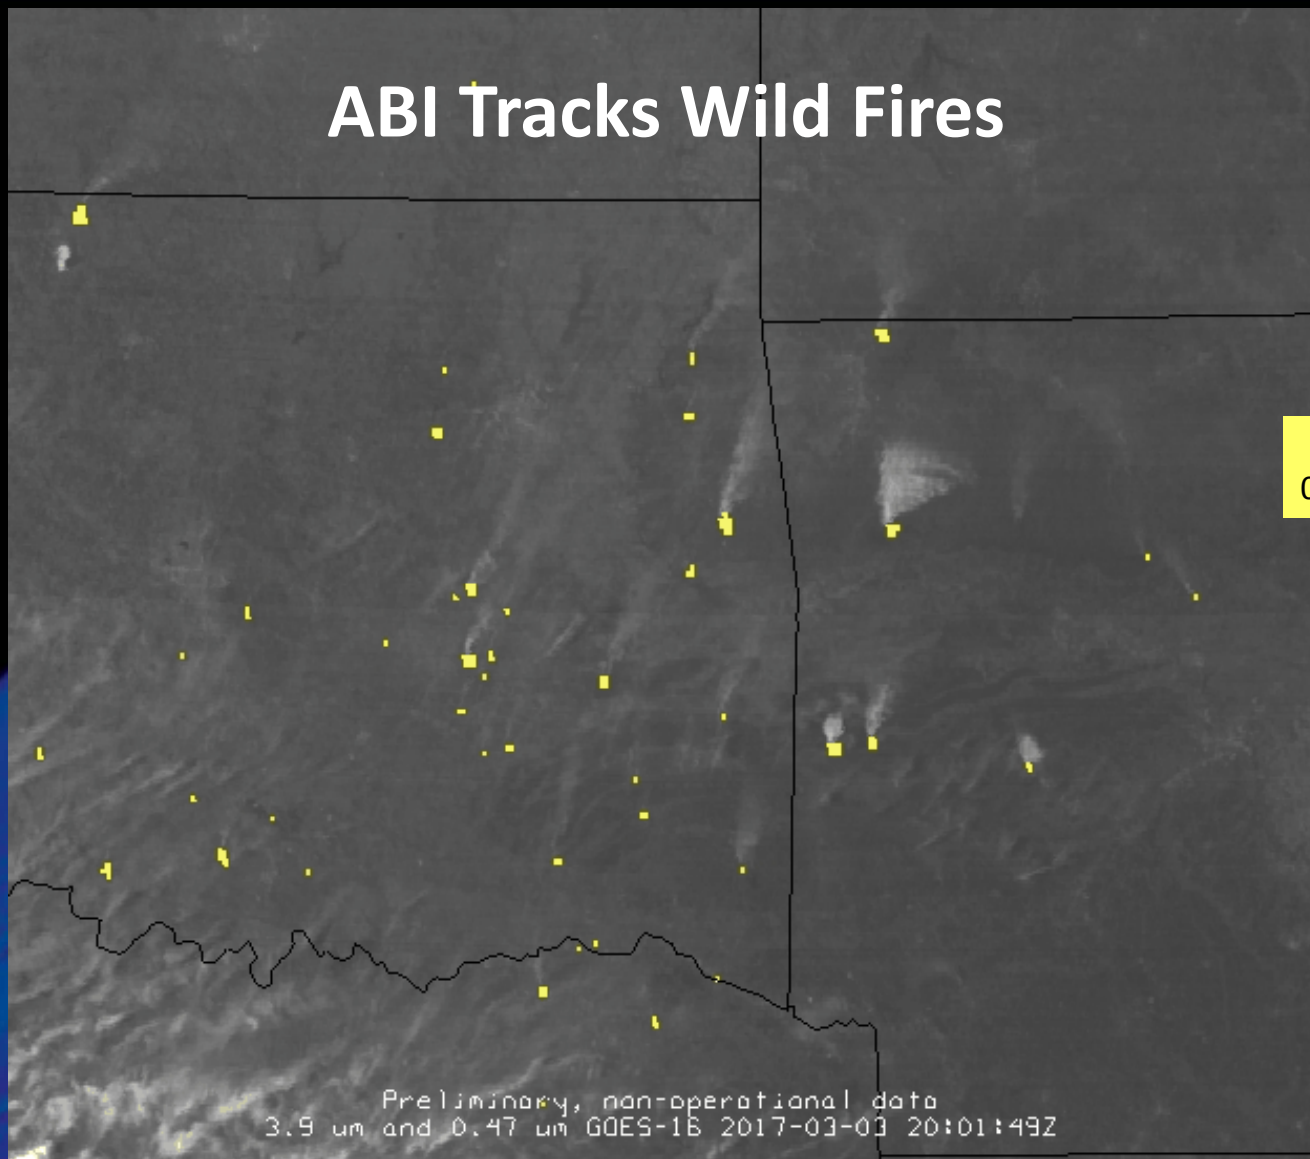 ABI Tracks Wild Fires
Preliminary, non-operational data
3.9 um and 0.47 um GOES-16 2017-03-03 20:01:49Z